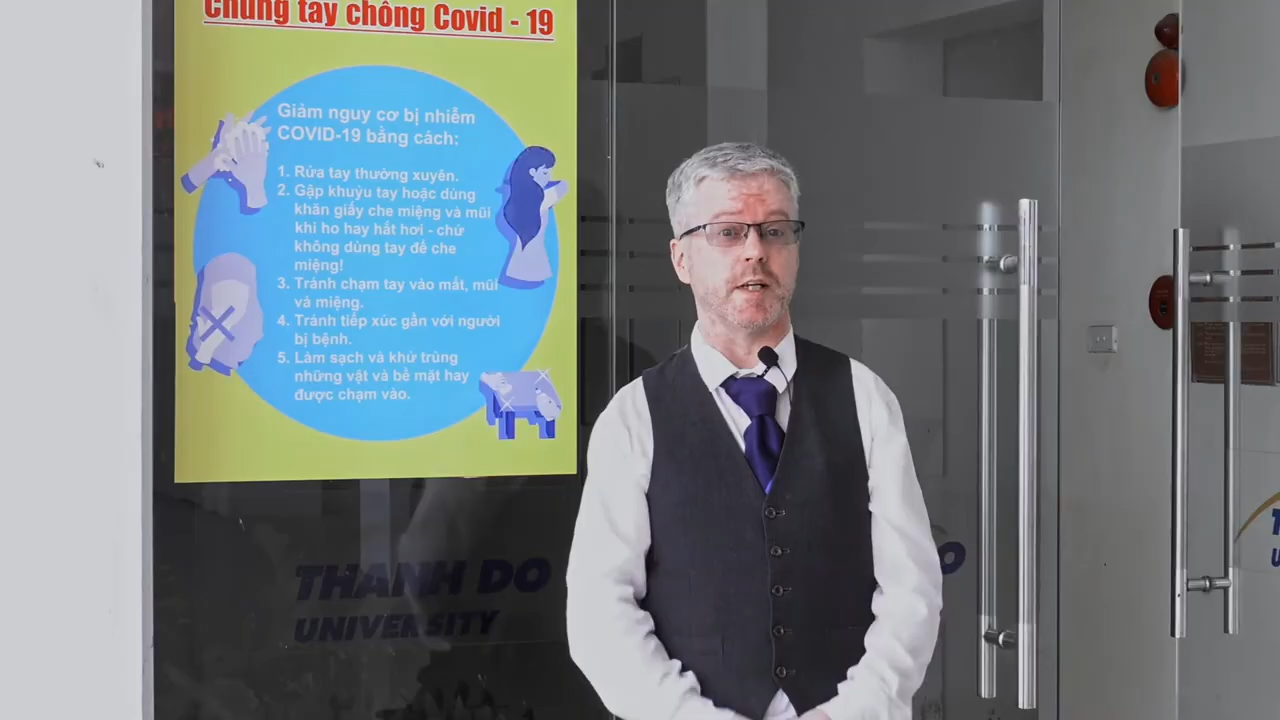 Chung tay chống Covid - 19
Giảm nguy cơ bị nhiễm
COVID-19 bằng cách:
1. Rửa tay thường xuyên.
2. Gập khuỷu tay hoặc dùng
khăn giấy che miệng và mũi
khi ho hay hắt hơi - chứ
không dùng tay để che
miệng!
3. Tránh chạm tay vào mắt, mũi
và miệng.
4. Tránh tiếp xúc gần với người
bị bệnh.
5. Làm sạch và khử trùng
những vật và bề mặt hay
được chạm vào.
THANH DO
UNIVERSITY